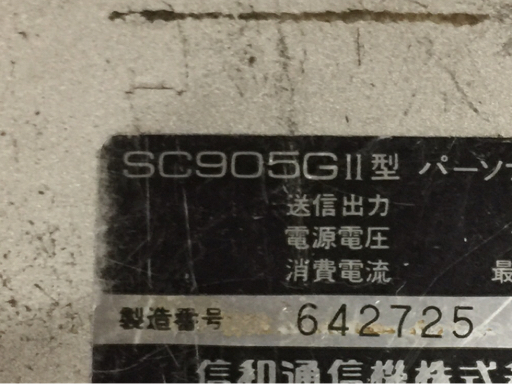 SC905GII型 パーソナ
送信出力
電源電圧
消費電流 最
製造番号 642725
信和通信機株式